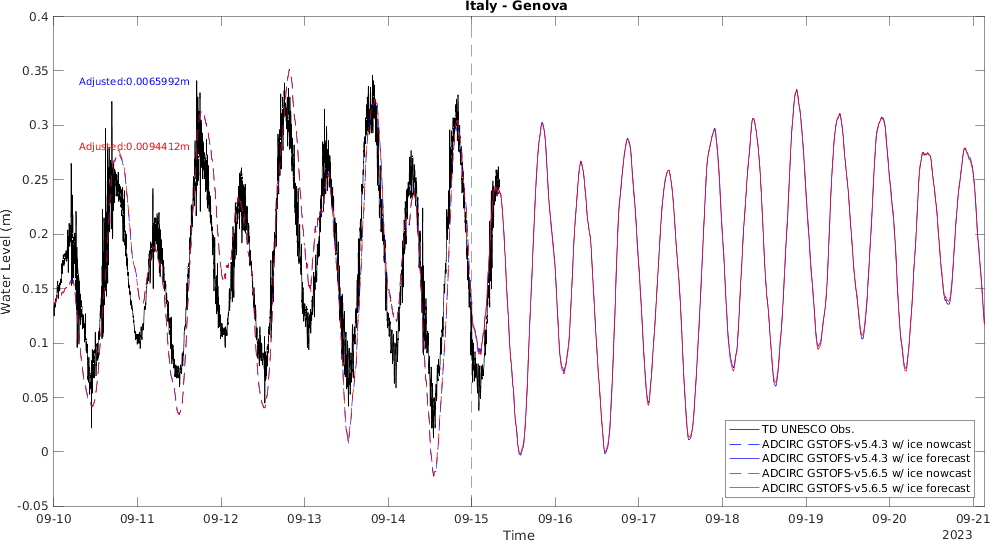 Italy - Genova
0.4
0.35
0.3
0.25
0.2
0.15
0.1
0.05
0
-0.05
Water Level (m)
Adjusted:0.0065992m
Adjusted:0.0094412m
TD UNESCO Obs.
ADCIRC GSTOFS-v5.4.3 w/ ice nowcast
ADCIRC GSTOFS-v5.4.3 w/ ice forecast
ADCIRC GSTOFS-v5.6.5 w/ ice nowcast
ADCIRC GSTOFS-v5.6.5 w/ ice forecast
09-10 09-11 09-12 09-13 09-14 09-15 09-16 09-17 09-18 09-19 09-20 09-21
Time
2023